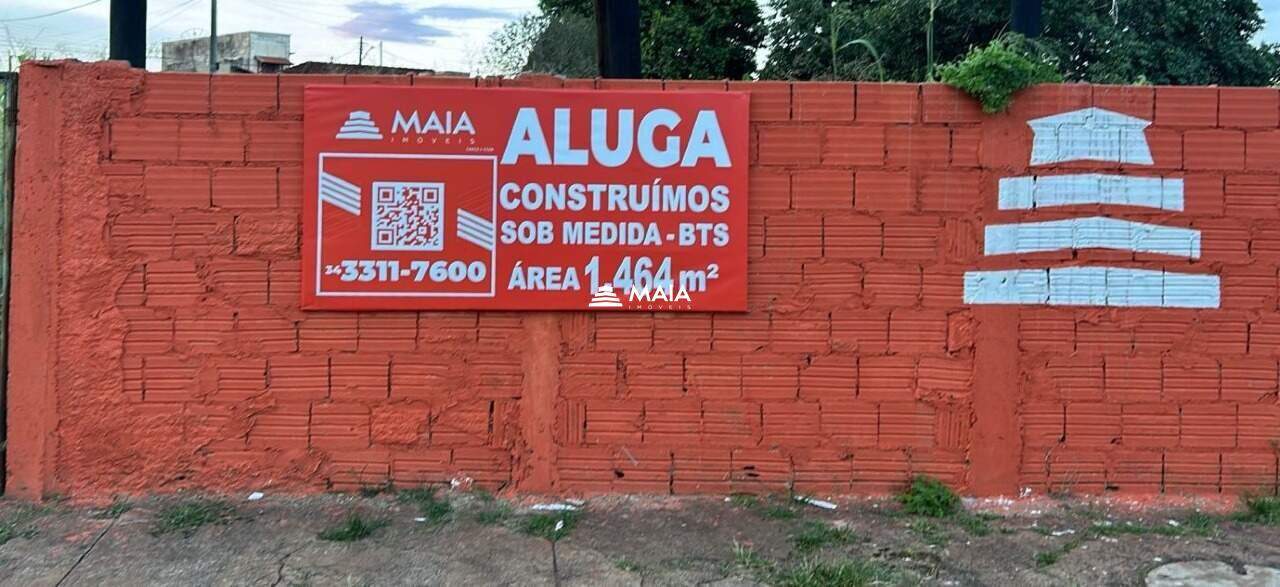 MAIA
IMÓVEIS
ALUGA
CONSTRUÍMOS
SOB MEDIDA - BTS
ÁREA 1.464 m²
34 3311-7600
MAIA
IMÓVEIS